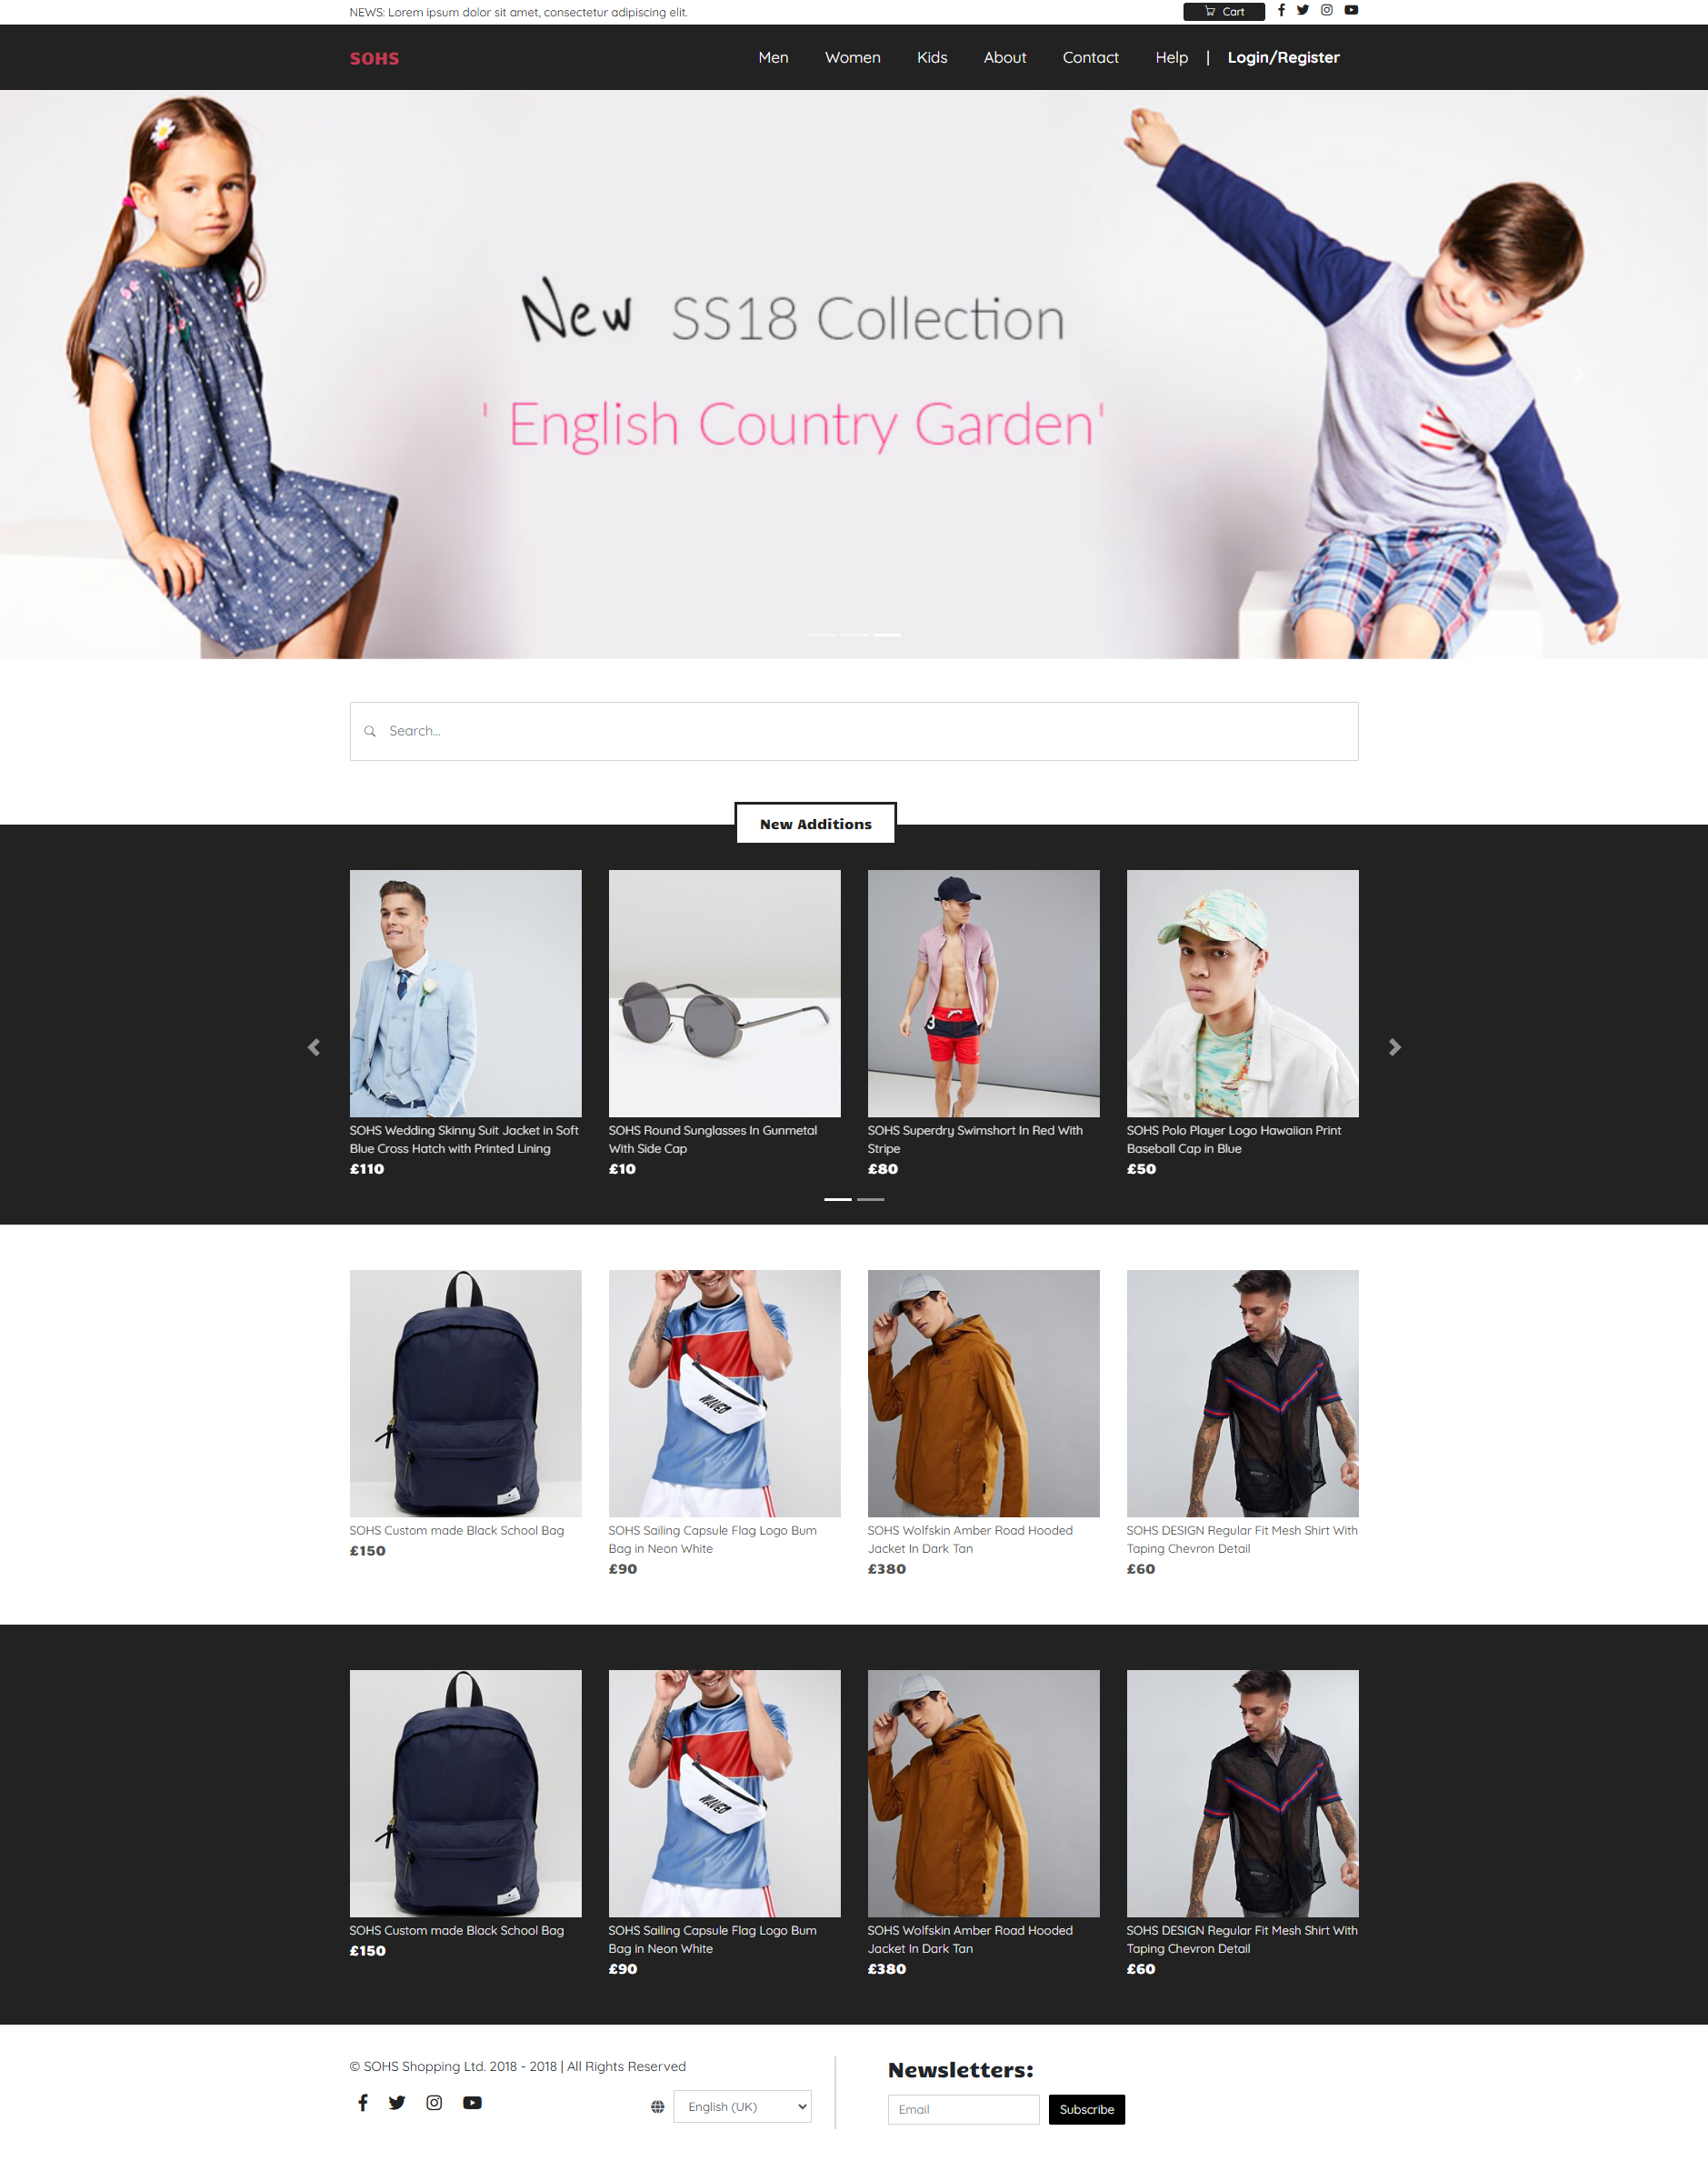 NEWS: Lorem ipsum dolor sit amet, consectetur adipiscing elit.
Cart
SOHS
Men
Women
Kids
About
Contact
Help
|
Login/Register
New SS18 Collection
' English Country Garden'
Search...
New Additions
SOHS Wedding Skinny Suit Jacket in Soft
Blue Cross Hatch with Printed Lining
£110
SOHS Round Sunglasses In Gunmetal
With Side Cap
£10
3
SOHS Superdry Swimshort In Red With
Stripe
£80
SOHS Polo Player Logo Hawaiian Print
Baseball Cap in Blue
£50
SOHS Custom made Black School Bag
£150
WAVED
SOHS Sailing Capsule Flag Logo Bum
Bag in Neon White
£90
SOHS Wolfskin Amber Road Hooded
Jacket In Dark Tan
£380
SOHS DESIGN Regular Fit Mesh Shirt With
Taping Chevron Detail
£60
SOHS Custom made Black School Bag
£150
WAVED
SOHS Sailing Capsule Flag Logo Bum
Bag in Neon White
£90
SOHS Wolfskin Amber Road Hooded
Jacket In Dark Tan
£380
SOHS DESIGN Regular Fit Mesh Shirt With
Taping Chevron Detail
£60
© SOHS Shopping Ltd. 2018 - 2018 | All Rights Reserved
English (UK)
Newsletters:
Email
Subscribe